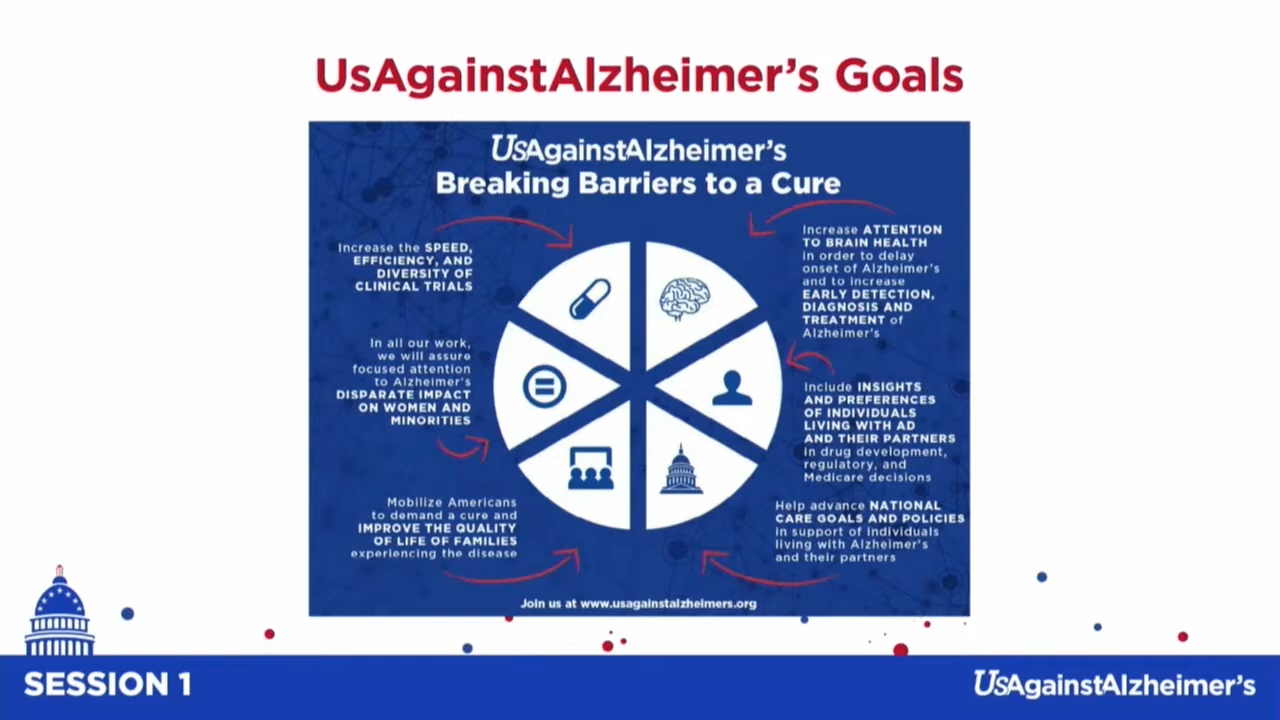 UsAgainstAlzheimer's Goals
UsAgainstAlzheimer's
Breaking Barriers to a Cure
Increase the SPEED,
EFFICIENCY, AND
DIVERSITY OF
CLINICAL TRIALS
In all our work,
we will assure
focused attention
to Alzheimer's
DISPARATE IMPACT
ON WOMEN AND
MINORITIES
Mobilize Americans
to demand a cure and
IMPROVE THE QUALITY
OF LIFE OF FAMILIES
experiencing the disease
Increase ATTENTION
TO BRAIN HEALTH
in order to delay
onset of Alzheimer's
and to increase
EARLY DETECTION,
DIAGNOSIS AND
TREATMENT of
Alzheimer's
Include INSIGHTS
AND PREFERENCES
OF INDIVIDUALS
LIVING WITH AD
AND THEIR PARTNERS
in drug development,
regulatory, and
Medicare decisions
Help advance NATIONAL
CARE GOALS AND POLICIES
in support of individuals
living with Alzheimer's
and their partners
Join us at www.usagainstalzheimers.org
SESSION 1
UsAgainstAlzheimer's